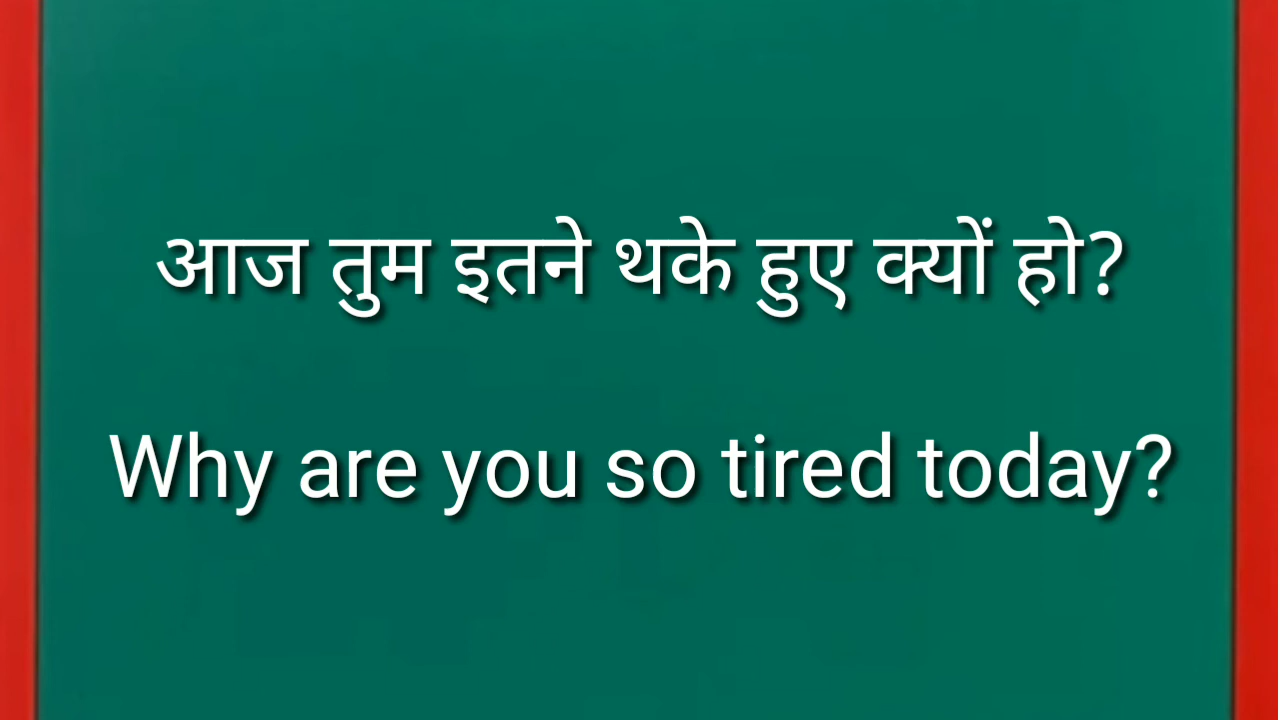 आज तुम इतने थके हुए क्यों हो?
Why are you so tired today?